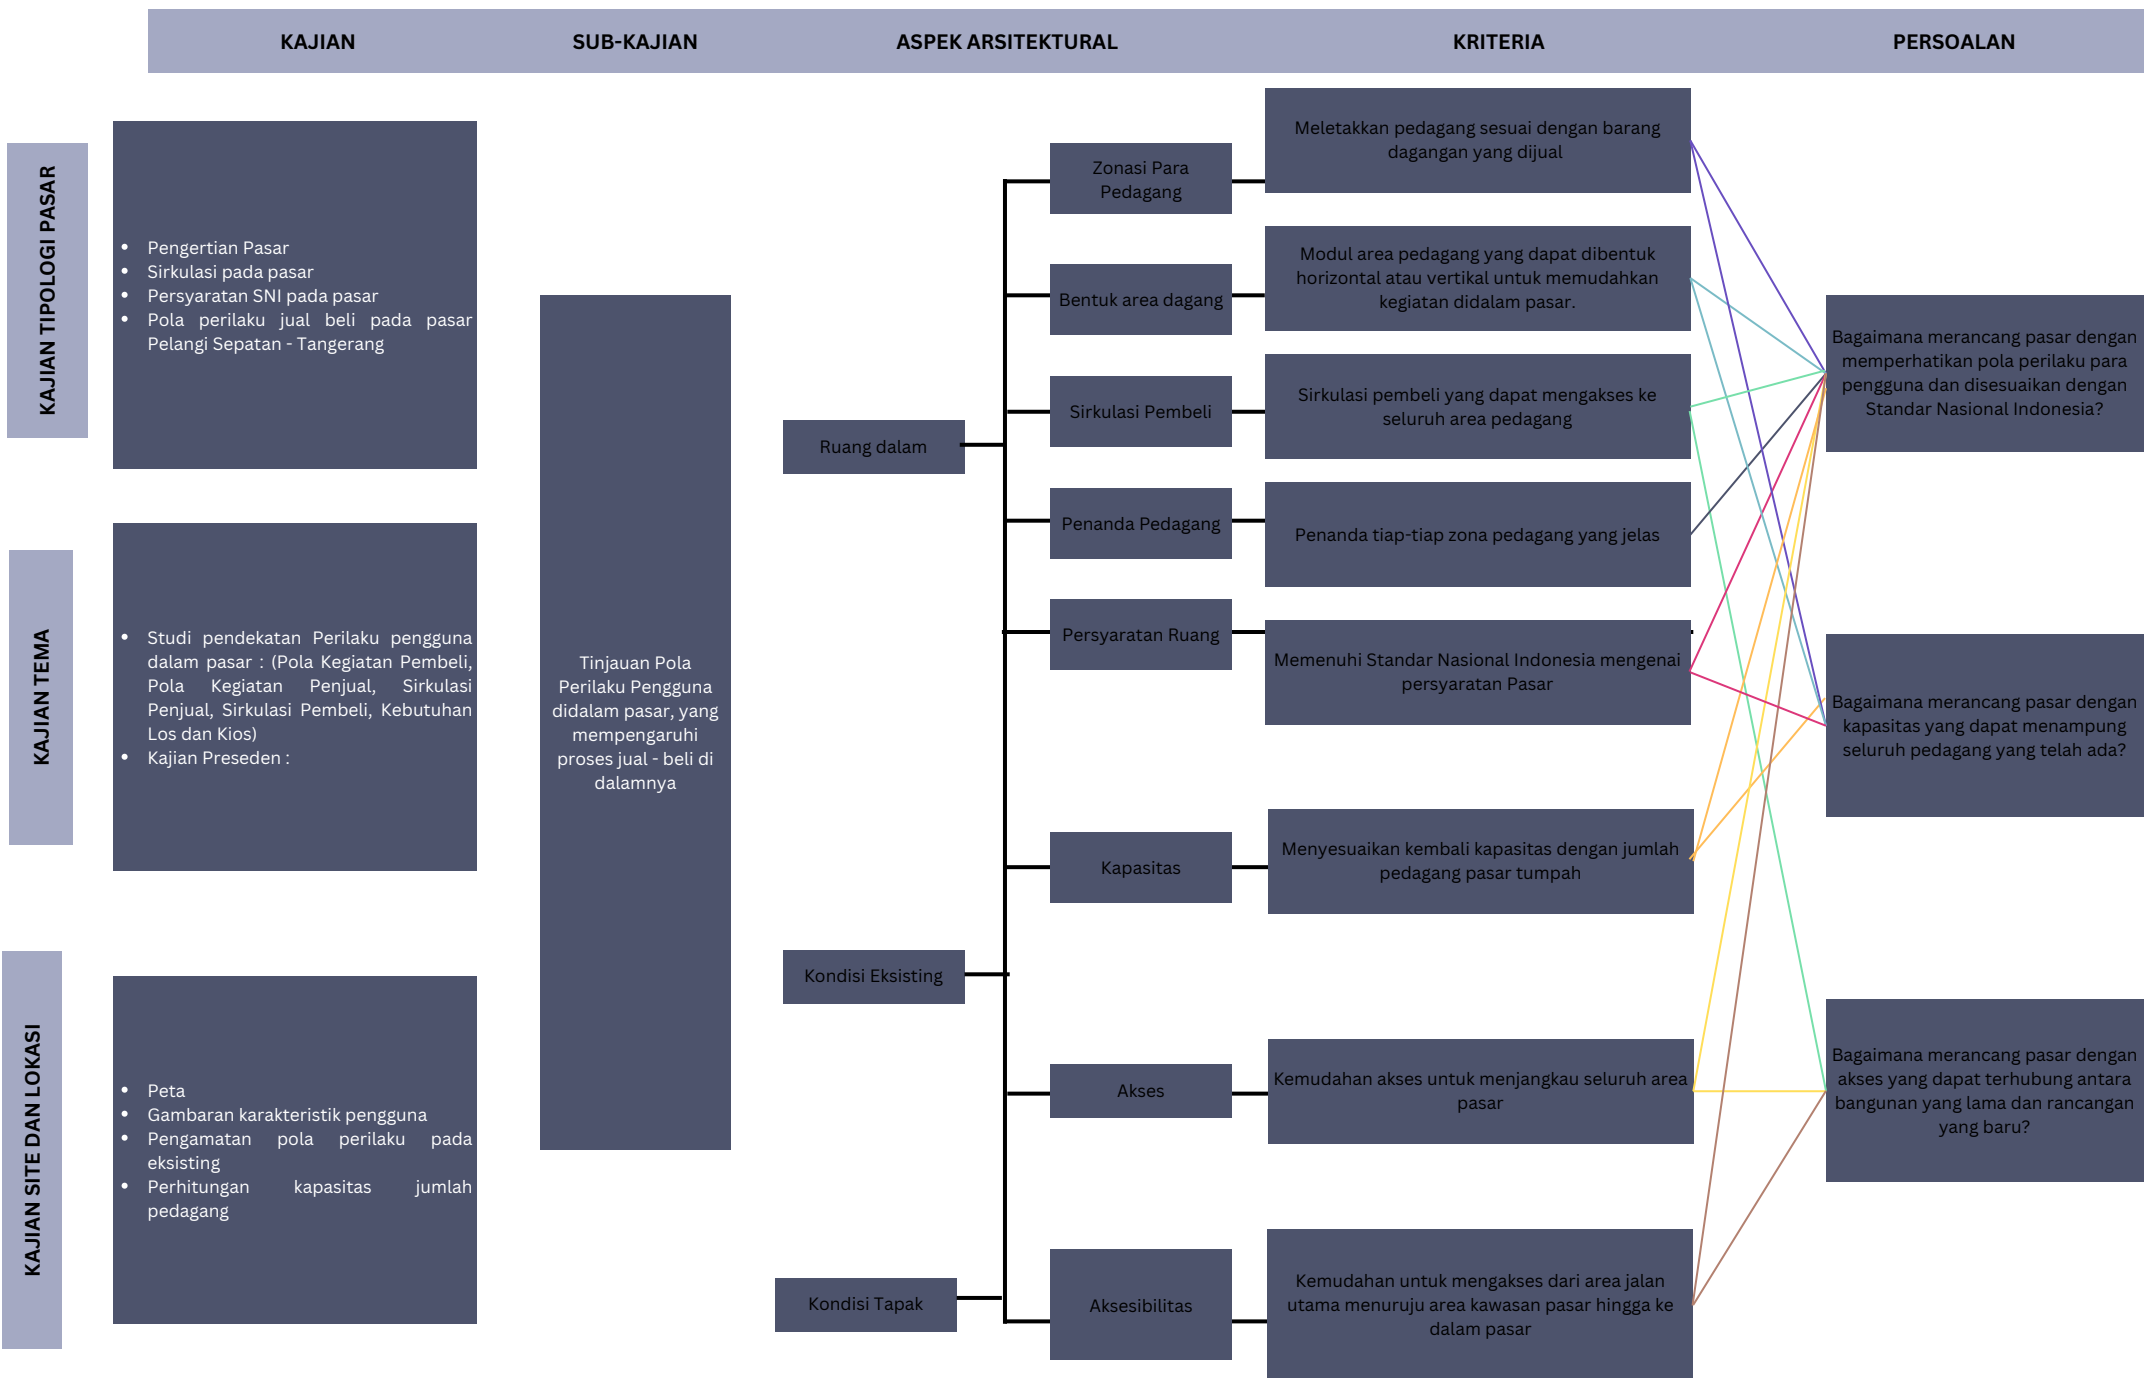 KAJIAN
SUB-KAJIAN
ASPEK ARSITEKTURAL
KRITERIA
PERSOALAN
KAJIAN TIPOLOGI PASAR
• Pengertian Pasar
• Sirkulasi pada pasar
• Persyaratan SNI pada pasar
• Pola perilaku jual beli pada pasar
Pelangi Sepatan - Tangerang
KAJIAN TEMA
• Studi pendekatan Perilaku pengguna
dalam pasar : (Pola Kegiatan Pembeli,
Pola Kegiatan Penjual, Sirkulasi
Penjual, Sirkulasi Pembeli, Kebutuhan
Los dan Kios)
• Kajian Preseden :
KAJIAN SITE DAN LOKASI
• Peta
• Gambaran karakteristik pengguna
• Pengamatan pola perilaku pada
eksisting
• Perhitungan kapasitas jumlah
pedagang
Tinjauan Pola
Perilaku Pengguna
didalam pasar, yang
mempengaruhi
proses jual - beli di
dalamnya
Ruang dalam
Kondisi Eksisting
Kondisi Tapak
Zonasi Para
Pedagang
Bentuk area dagang
Sirkulasi Pembeli
Penanda Pedagang
Persyaratan Ruang
Kapasitas
Akses
Aksesibilitas
Meletakkan pedagang sesuai dengan barang
dagangan yang dijual
Modul area pedagang yang dapat dibentuk
horizontal atau vertikal untuk memudahkan
kegiatan didalam pasar.
Sirkulasi pembeli yang dapat mengakses ke
seluruh area pedagang
Penanda tiap-tiap zona pedagang yang jelas
Memenuhi Standar Nasional Indonesia mengenai
persyaratan Pasar
Menyesuaikan kembali kapasitas dengan jumlah
pedagang pasar tumpah
Kemudahan akses untuk menjangkau seluruh area
pasar
Kemudahan untuk mengakses dari area jalan
utama menuruju area kawasan pasar hingga ke
dalam pasar
Bagaimana merancang pasar dengan
memperhatikan pola perilaku para
pengguna dan disesuaikan dengan
Standar Nasional Indonesia?
Bagaimana merancang pasar dengan
kapasitas yang dapat menampung
seluruh pedagang yang telah ada?
Bagaimana merancang pasar dengan
akses yang dapat terhubung antara
bangunan yang lama dan rancangan
yang baru?